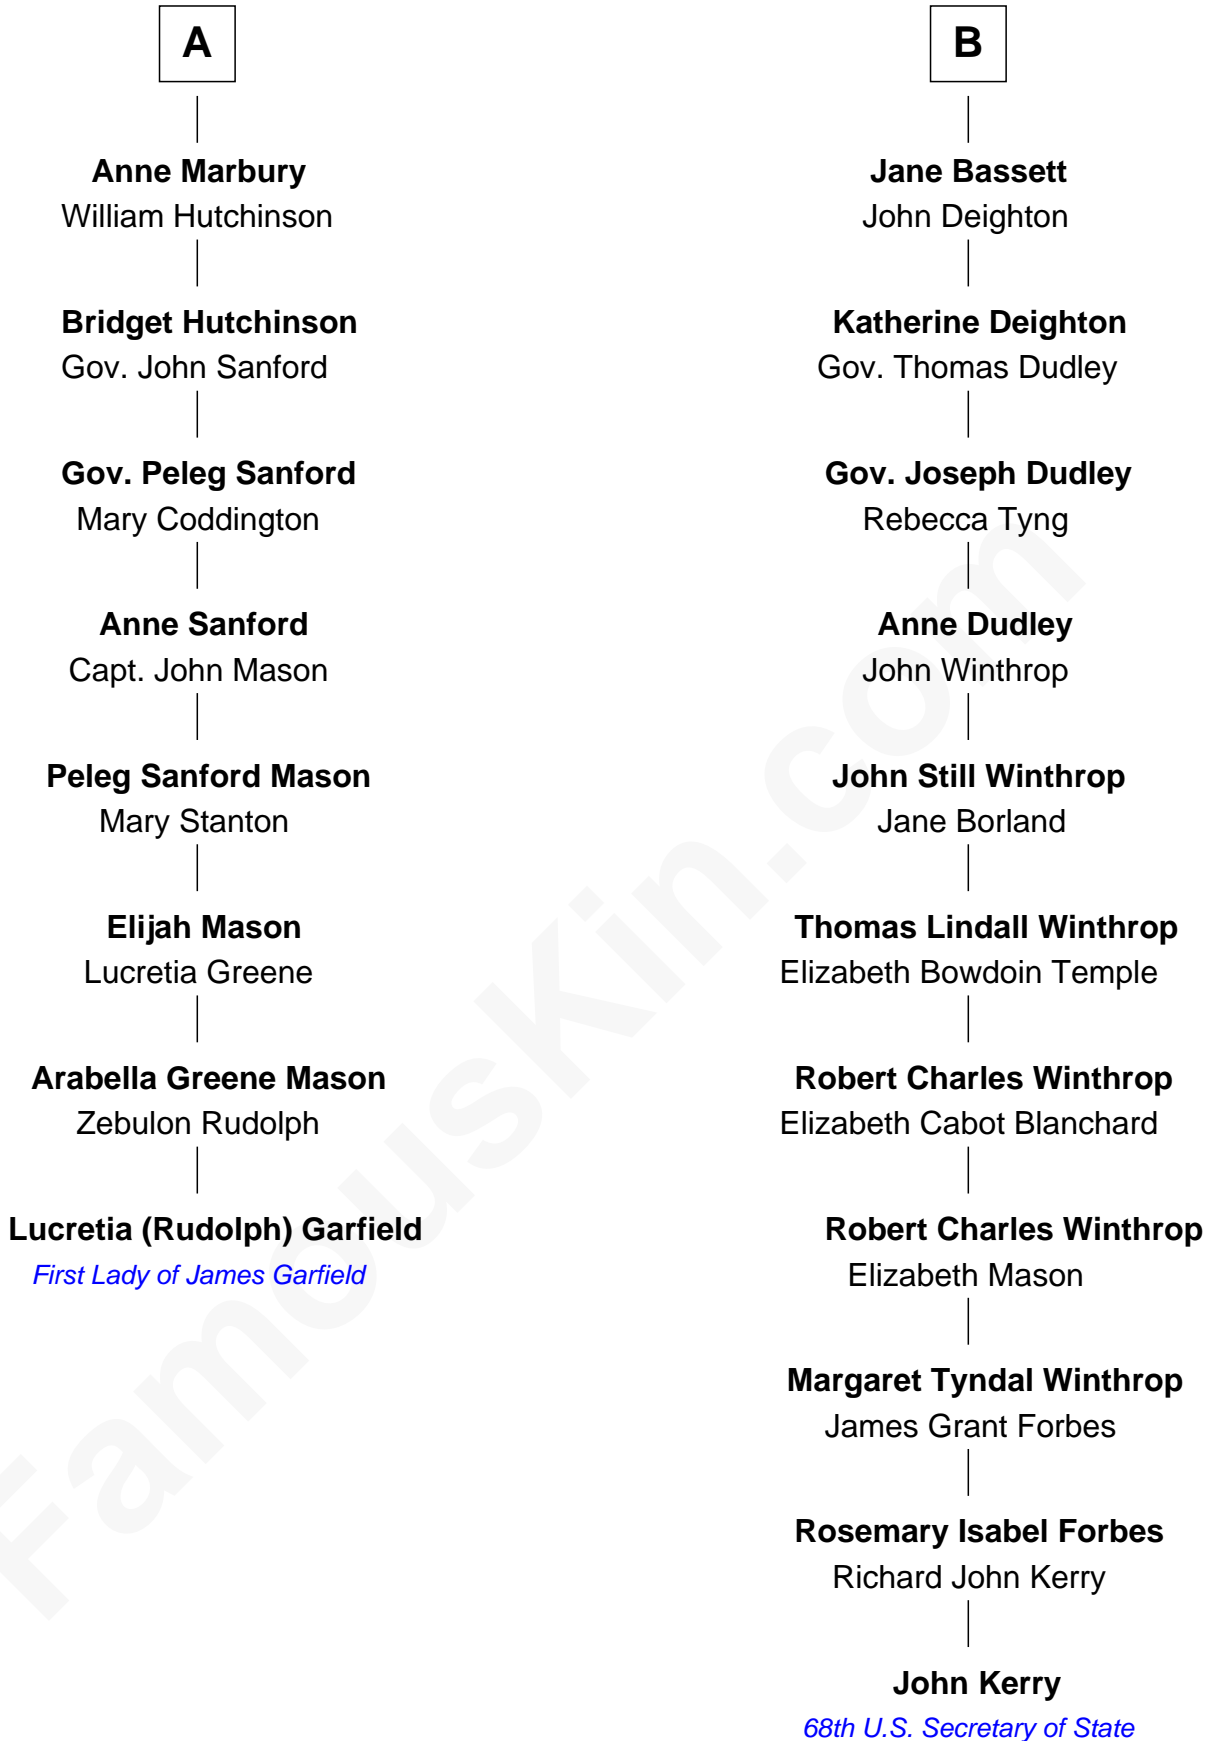 A
Anne Marbury
William Hutchinson
Bridget Hutchinson
Gov. John Sanford
Gov. Peleg Sanford
Mary Coddington
Anne Sanford
Capt. John Mason
Peleg Sanford Mason
Mary Stanton
Elijah Mason
Lucretia Greene
Arabella Greene Mason
Zebulon Rudolph
Lucretia (Rudolph) Garfield
First Lady of James Garfield
B
Jane Bassett
John Deighton
Katherine Deighton
Gov. Thomas Dudley
Gov. Joseph Dudley
Rebecca Tyng
Anne Dudley
John Winthrop
John Still Winthrop
Jane Borland
Thomas Lindall Winthrop
Elizabeth Bowdoin Temple
Robert Charles Winthrop
Elizabeth Cabot Blanchard
Robert Charles Winthrop
Elizabeth Mason
Margaret Tyndal Winthrop
James Grant Forbes
Rosemary Isabel Forbes
Richard John Kerry
John Kerry
68th U.S. Secretary of State
FamousKin.com